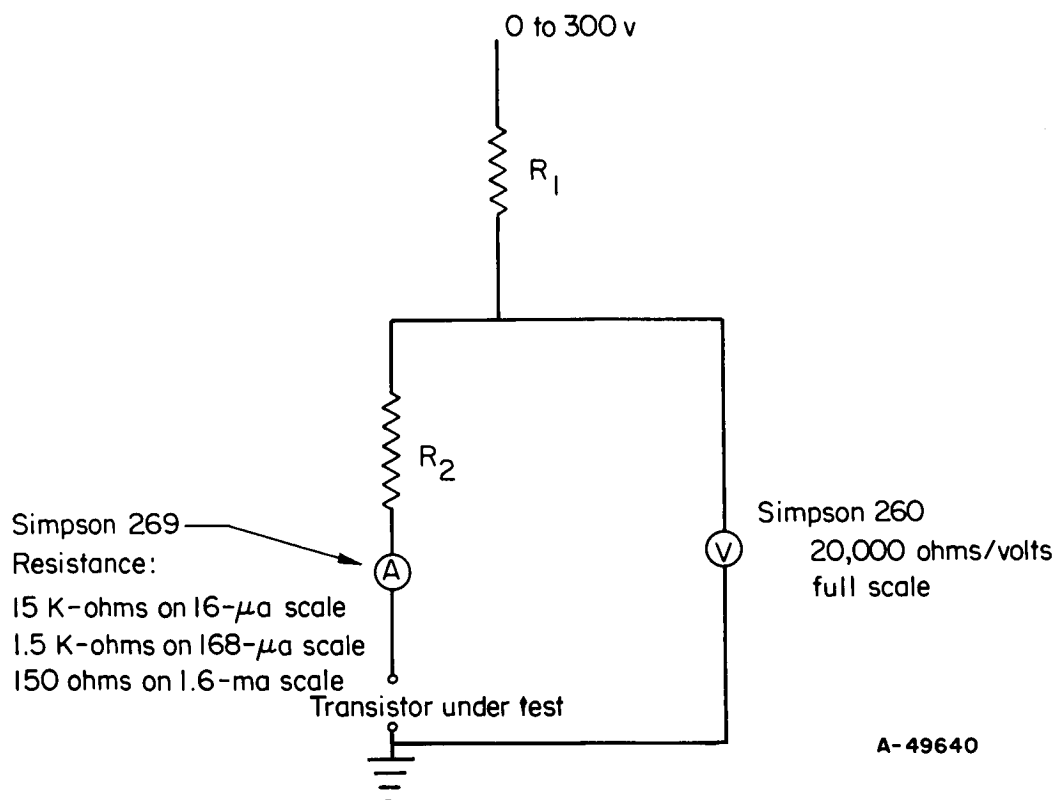 0 to 300 v
R1
R2
Simpson 269
Resistance:
15 K-ohms on 16-μa scale
1.5 K-ohms on 168-μa scale
150 ohms on 1.6-ma scale
A
Transistor under test
V
Simpson 260
20,000 ohms/volts
full scale
A-49640